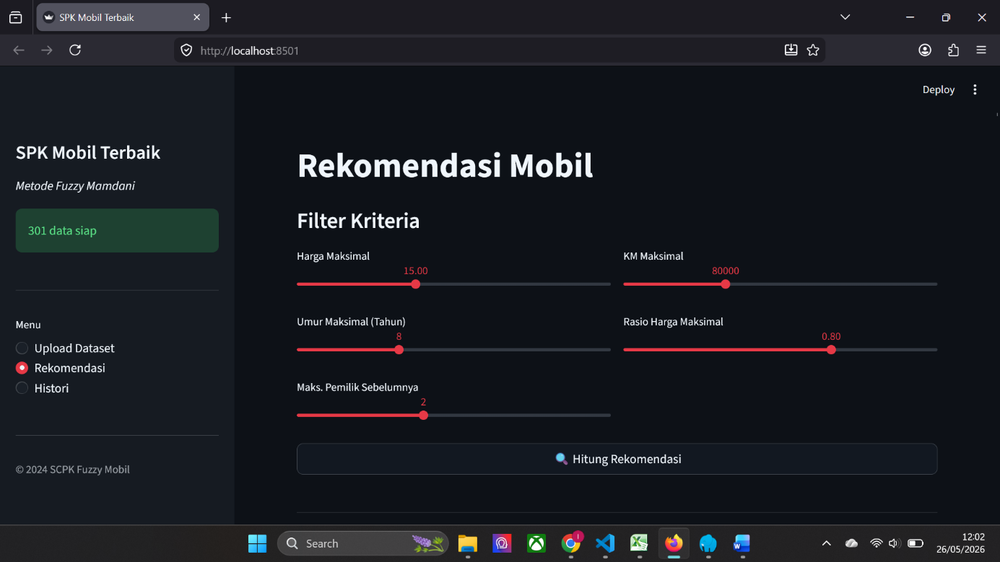 SPK Mobil Terbaik
http://localhost:8501
Deploy
SPK Mobil Terbaik
Metode Fuzzy Mamdani
301 data siap
Menu
Upload Dataset
Rekomendasi
Histori
© 2024 SCPK Fuzzy Mobil
Rekomendasi Mobil
Filter Kriteria
Harga Maksimal
15.00
KM Maksimal
80000
Umur Maksimal (Tahun)
8
Rasio Harga Maksimal
0.80
Maks. Pemilik Sebelumnya
2
Hitung Rekomendasi
Search
12:02
26/05/2026